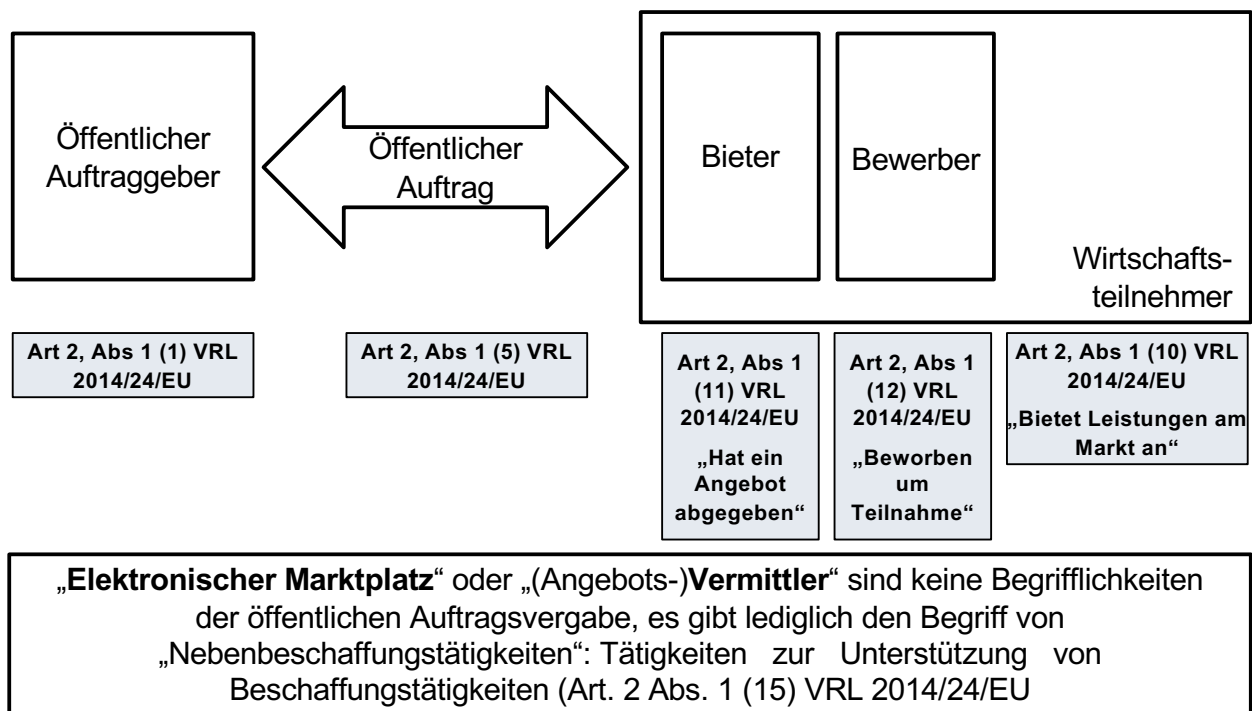 Öffentlicher
Auftraggeber
Öffentlicher
Auftrag
Bieter
Bewerber
Wirtschafts-
teilnehmer
Art 2, Abs 1 (1) VRL
2014/24/EU
Art 2, Abs 1 (5) VRL
2014/24/EU
Art 2, Abs 1
(11) VRL
2014/24/EU
„Hat ein
Angebot
abgegeben“
Art 2, Abs 1
(12) VRL
2014/24/EU
„Beworben
um
Teilnahme“
Art 2, Abs 1 (10) VRL
2014/24/EU
„Bietet Leistungen am
Markt an“
„Elektronischer Marktplatz“ oder „(Angebots-)Vermittler“ sind keine Begrifflichkeiten
der öffentlichen Auftragsvergabe, es gibt lediglich den Begriff von
„Nebenbeschaffungstätigkeiten“: Tätigkeiten zur Unterstützung von
Beschaffungstätigkeiten (Art. 2 Abs. 1 (15) VRL 2014/24/EU